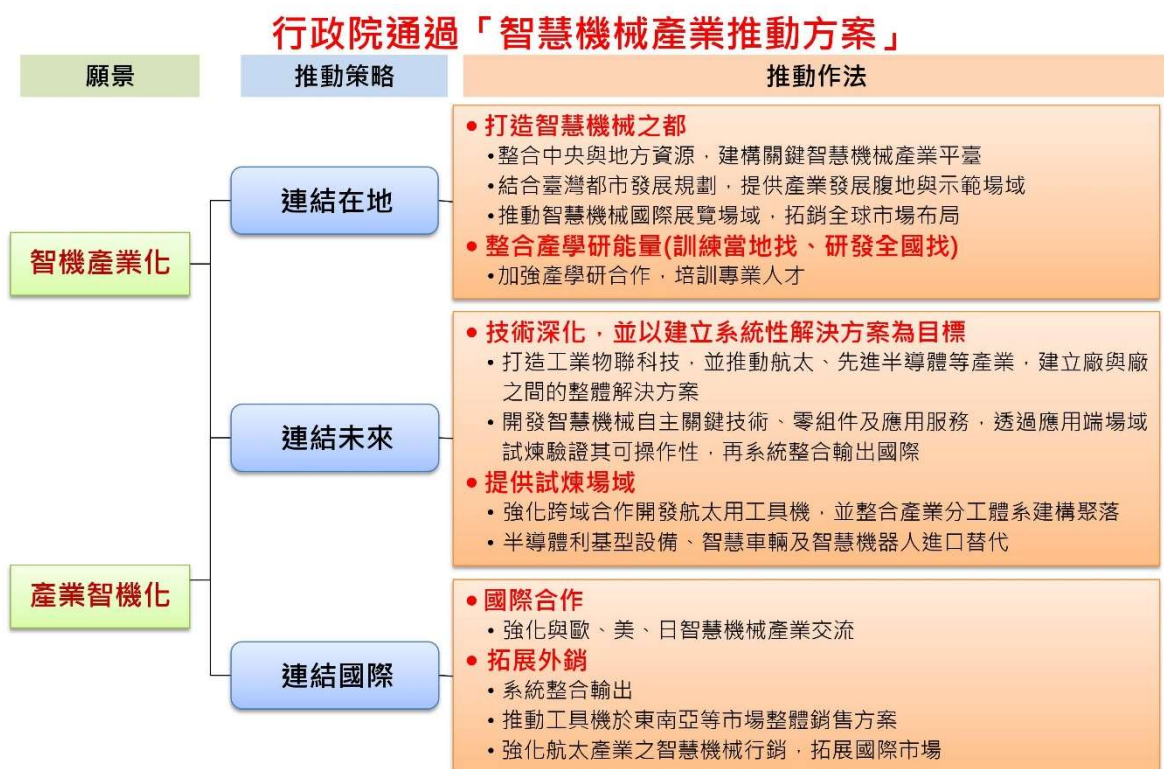 行政院通過「智慧機械產業推動方案」
願景
推動策略
推動作法
智機產業化
產業智機化
連結在地
• 打造智慧機械之都
•整合中央與地方資源，建構關鍵智慧機械產業平臺
•結合臺灣都市發展規劃，提供產業發展腹地與示範場域
•推動智慧機械國際展覽場域，拓銷全球市場布局
• 整合產學研能量(訓練當地找、研發全國找)
•加強產學研合作，培訓專業人才
連結未來
• 技術深化，並以建立系統性解決方案為目標
• 打造工業物聯科技，並推動航太、先進半導體等產業，建立廠與廠
之間的整體解決方案
• 開發智慧機械自主關鍵技術、零組件及應用服務，透過應用端場域
試煉驗證其可操作性，再系統整合輸出國際
• 提供試煉場域
• 強化跨域合作開發航太用工具機，並整合產業分工體系建構聚落
• 半導體利基型設備、智慧車輛及智慧機器人進口替代
連結國際
• 國際合作
• 強化與歐、美、日智慧機械產業交流
• 拓展外銷
• 系統整合輸出
• 推動工具機於東南亞等市場整體銷售方案
• 強化航太產業之智慧機械行銷，拓展國際市場